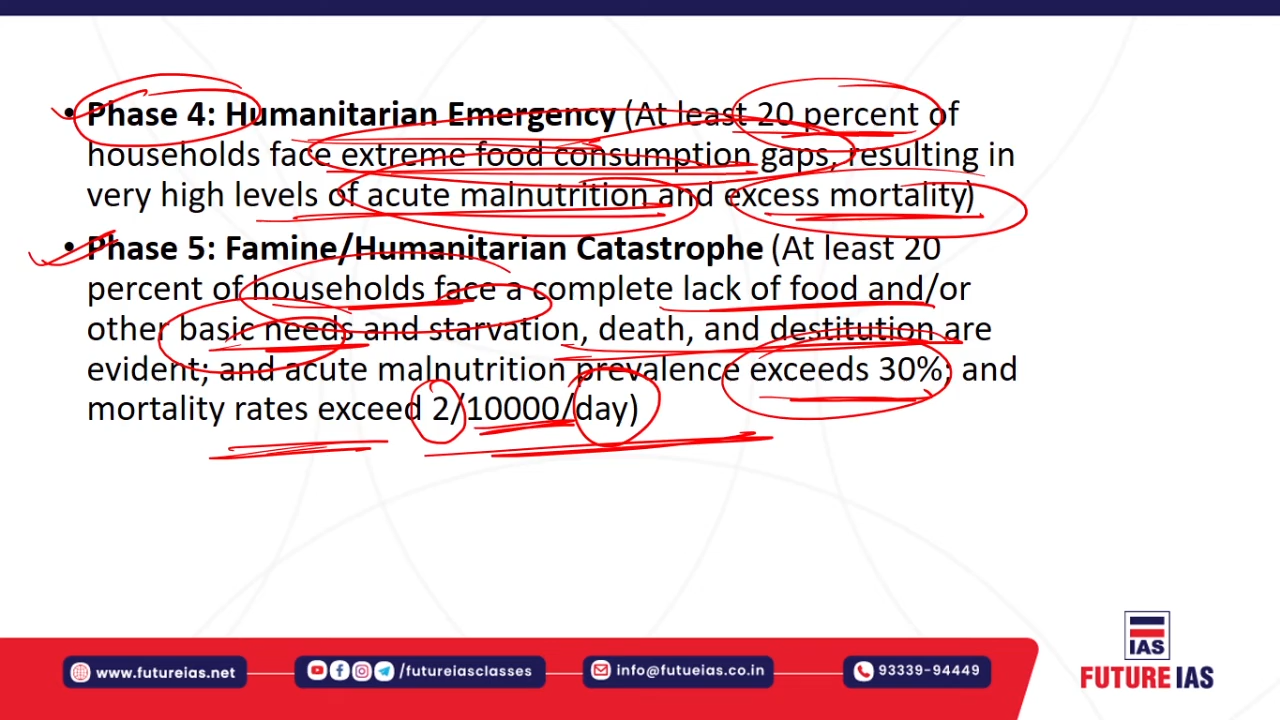 • Phase 4: Humanitarian Emergency (At least 20 percent of
households face extreme food consumption gaps, resulting in
very high levels of acute malnutrition and excess mortality)
• Phase 5: Famine/Humanitarian Catastrophe (At least 20
percent of households face a complete lack of food and/or
other basic needs and starvation, death, and destitution are
evident; and acute malnutrition prevalence exceeds 30%; and
mortality rates exceed 2/10000/day)
IAS
www.futureias.net
/futureiasclasses
info@futueias.co.in
93339-94449
FUTURE IAS